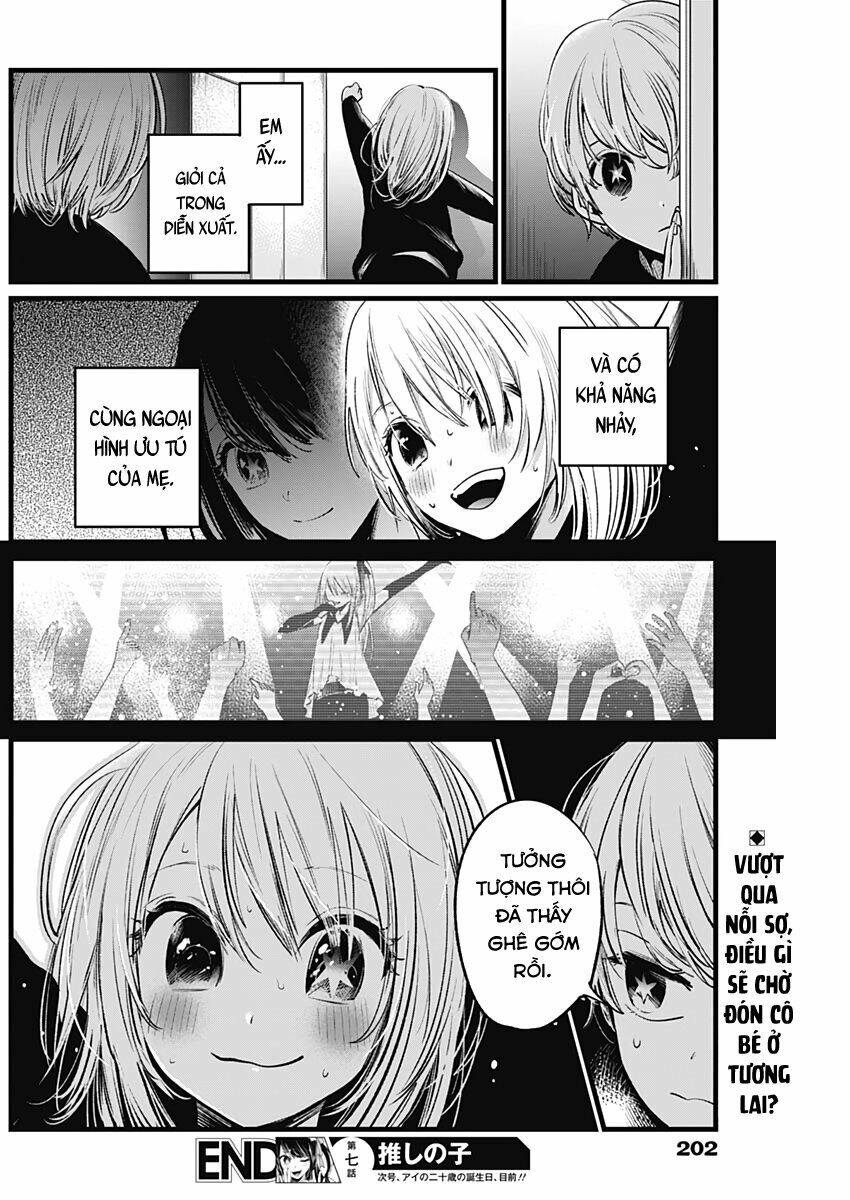 EM
ẤY...
GIỎI CẢ
TRONG
DIỄN XUẤT.
VÀ CÓ
KHẢ NĂNG
NHẢY,
CÙNG NGOẠI
HÌNH ƯU TÚ
CỦA MẸ.
TƯỞNG
TƯỢNG THÔI
ĐÃ THẤY
GHÊ GỚM
RỒI.
VƯỢT
QUA
NỖI SỢ,
ĐIỀU GÌ
SẼ CHỜ
ĐÓN CÔ
BÉ Ở
TƯƠNG
LAI?
END
第七話
推しの子
次号、アイの二十歳の誕生日、目前!!
202